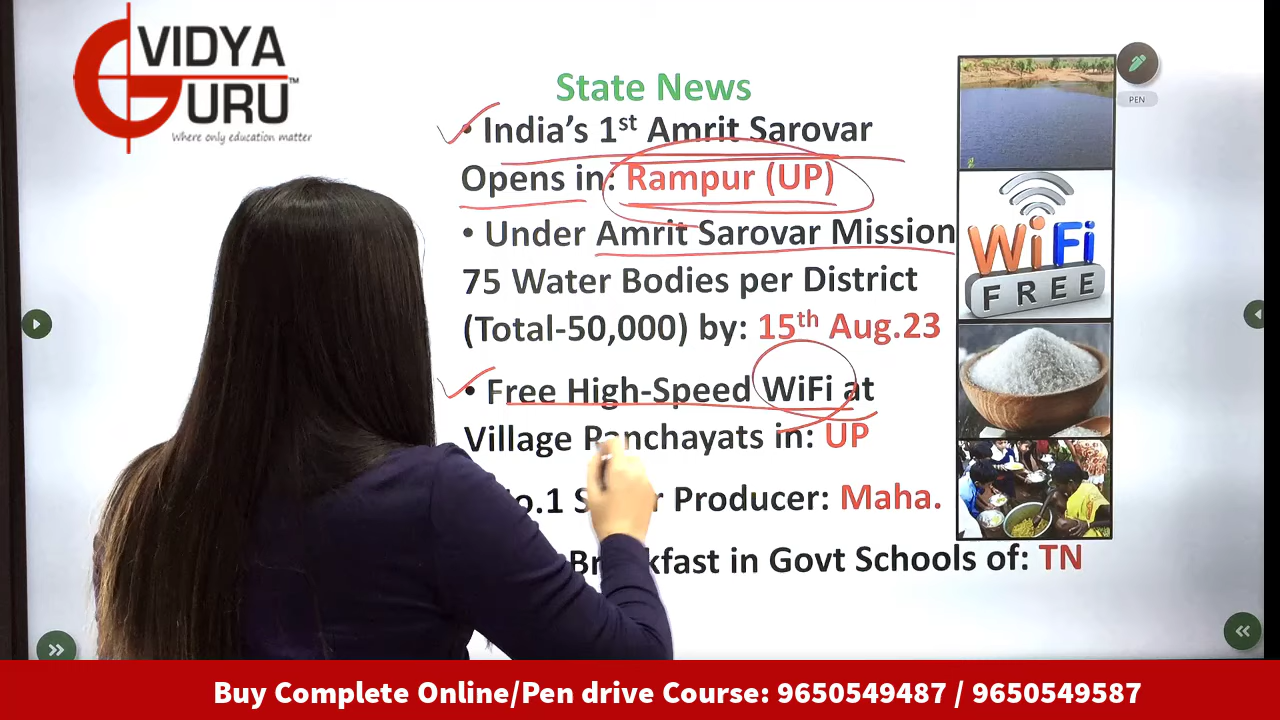 VIDYA
GURU™
Where only education matter
State News
• India's 1st Amrit Sarovar
Opens in: Rampur (UP)
• Under Amrit Sarovar Mission
75 Water Bodies per District
(Total-50,000) by: 15th Aug.23
• Free High-Speed WiFi at
Village Panchayats in: UP
Producer: Maha.
in Govt Schools of: TN
WiFi
FREE
PEN
Buy Complete Online/Pen drive Course: 9650549487 / 9650549587